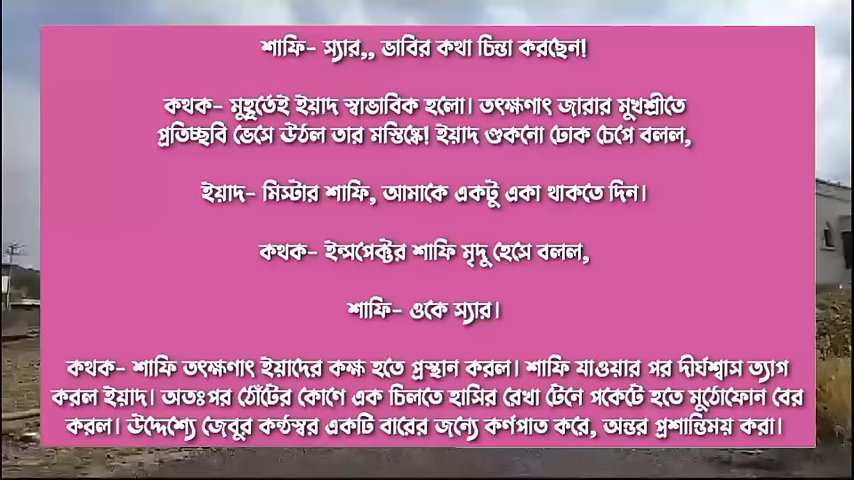 শাফি- স্যার,, ভাবির কথা চিন্তা করছেন!
কথক- মুহূর্তেই ইয়াদ স্বাভাবিক হলো। তৎক্ষণাৎ জারার মুখশ্রীতে
প্রতিচ্ছবি ভেসে ঊঠল তার মস্তিষ্কে! ইয়াদ শুকনো ঢোক চেপে বলল,
ইয়াদ- মিস্টার শাফি, আমাকে একটু একা থাকতে দিন।
কথক- ইন্সপেক্টর শাফি মৃদু হেসে বলল,
শাফি- ওকে স্যার।
কথক- শাফি তৎক্ষণাৎ ইয়াদের কক্ষ হতে প্রস্থান করল। শাফি যাওয়ার পর দীর্ঘশ্বাস ত্যাগ
করল ইয়াদ। অতঃপর ঠোঁটের কোণে এক চিলতে হাসির রেখা টেনে পকেটে হতে মুঠোফোন বের
করল। উদ্দেশ্যে জেবুর কন্ঠস্বর একটি বারের জন্যে কর্ণপাত করে, অন্তর প্রশান্তিময় করা।